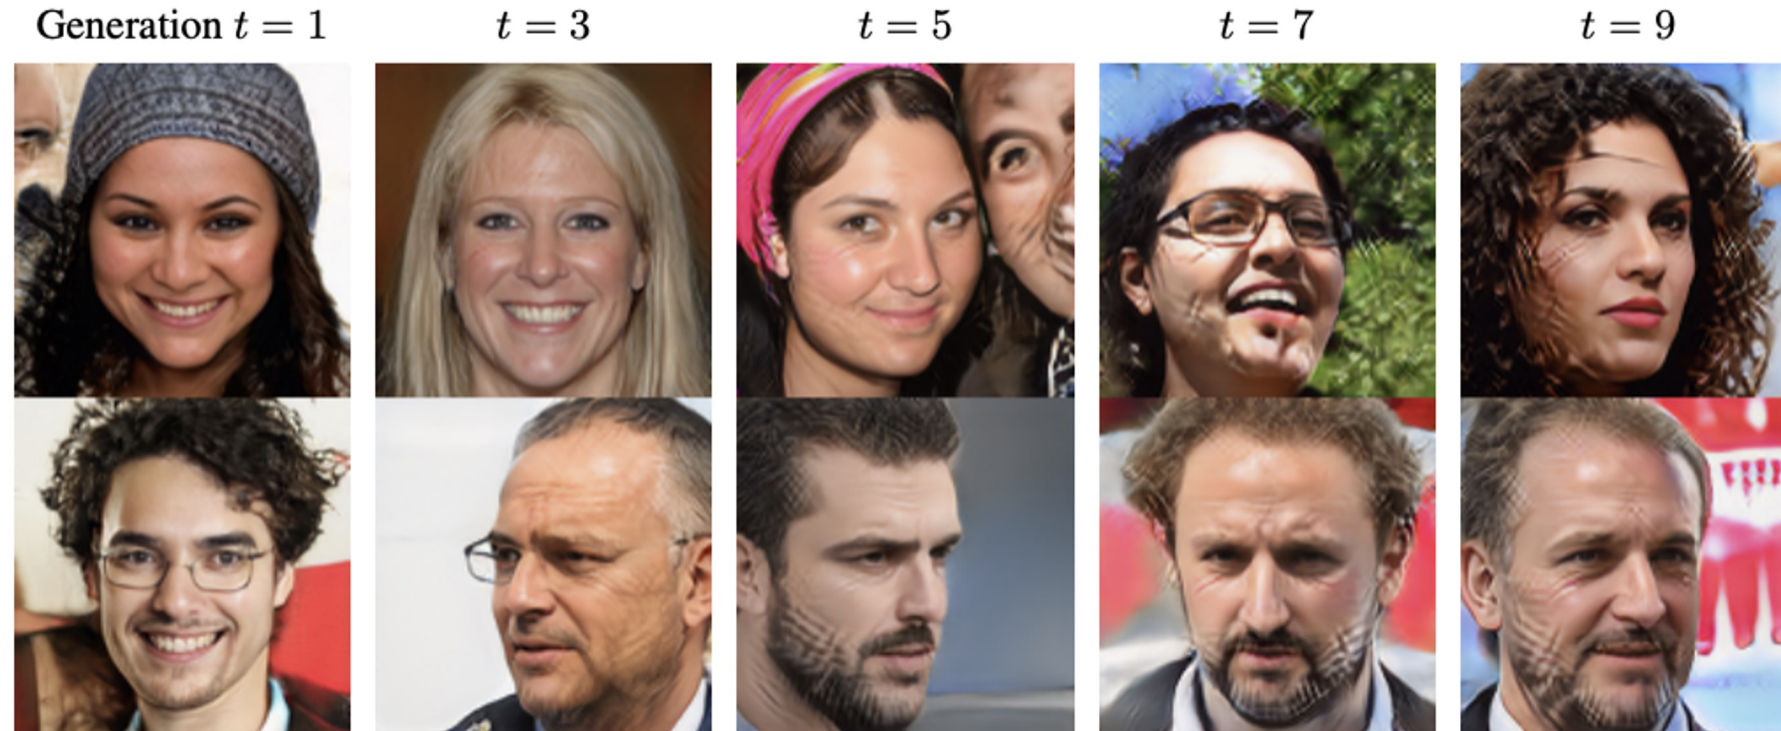 Generation t = 1 t = 3 t = 5 t = 7 t = 9